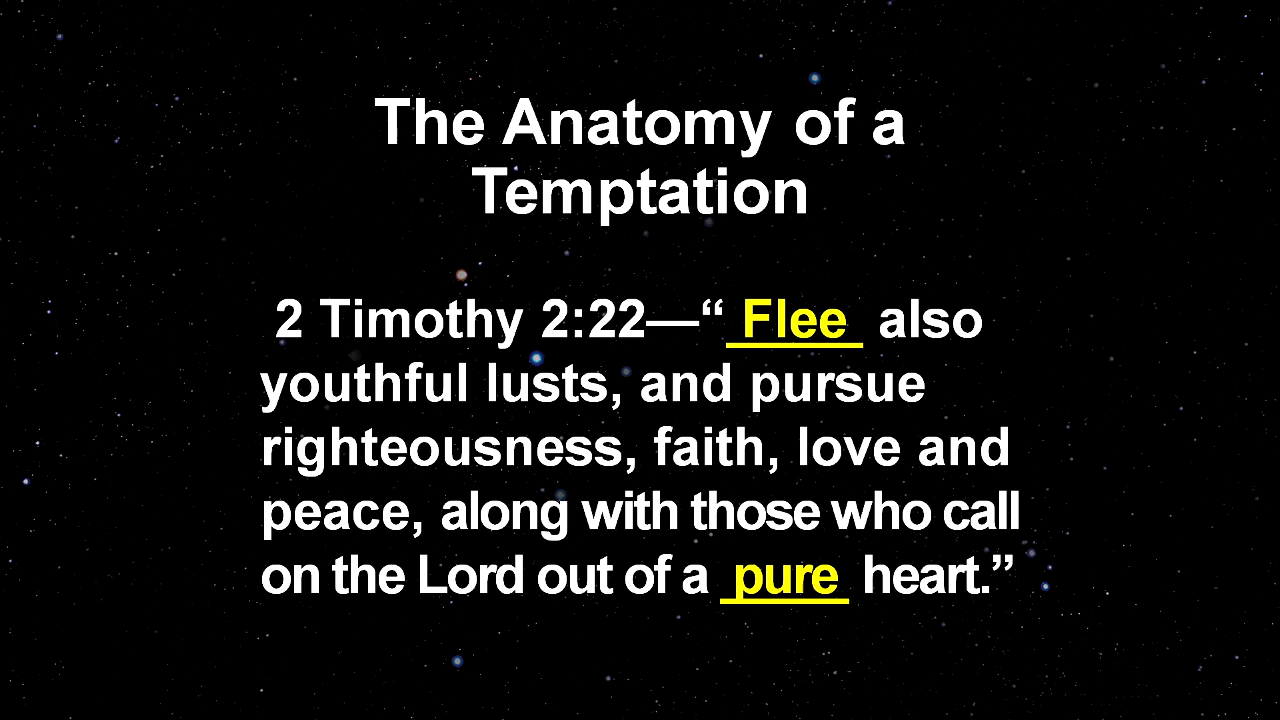 The Anatomy of a
Temptation
2 Timothy 2:22—“ Flee also
youthful lusts, and pursue
righteousness, faith, love and
peace, along with those who call
on the Lord out of a pure heart.”